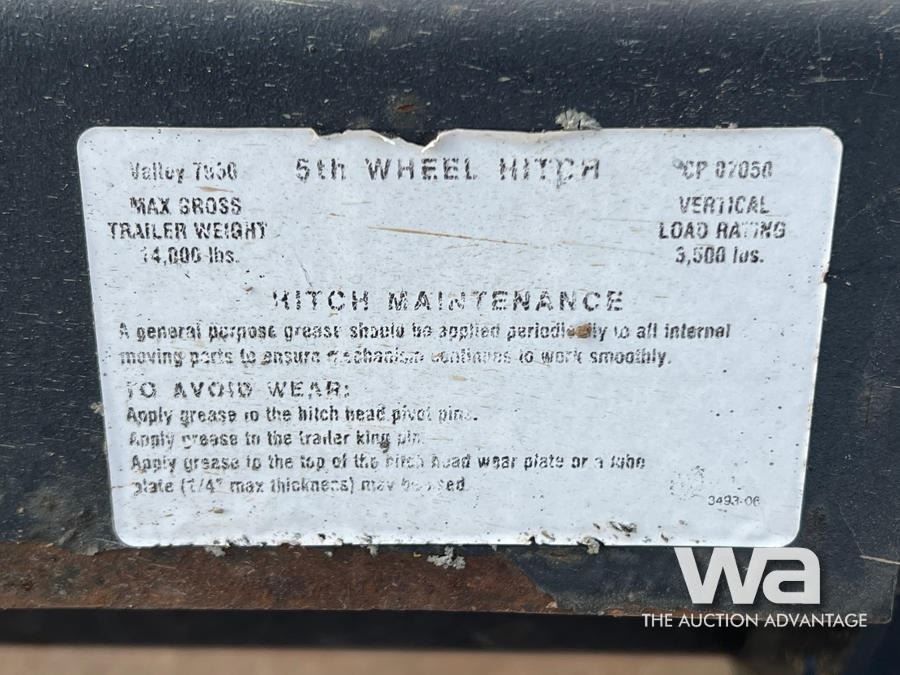 Valley 7050 5th WHEEL HITCH CP 07050
MAX GROSS
TRAILER WEIGHT
14,000 lbs.
VERTICAL
LOAD RATING
3,500 lbs.
HITCH MAINTENANCE
A general purpose grease should be applied periodically to all internal
moving parts to ensure mechanism continues to work smoothly.
TO AVOID WEAR:
Apply grease to the hitch head pivot pins.
Apply grease to the trailer king pin.
Apply grease to the top of the hitch head wear plate or a lube
plate (1/4" max thickness) may be used.
3493-06
wa
THE AUCTION ADVANTAGE